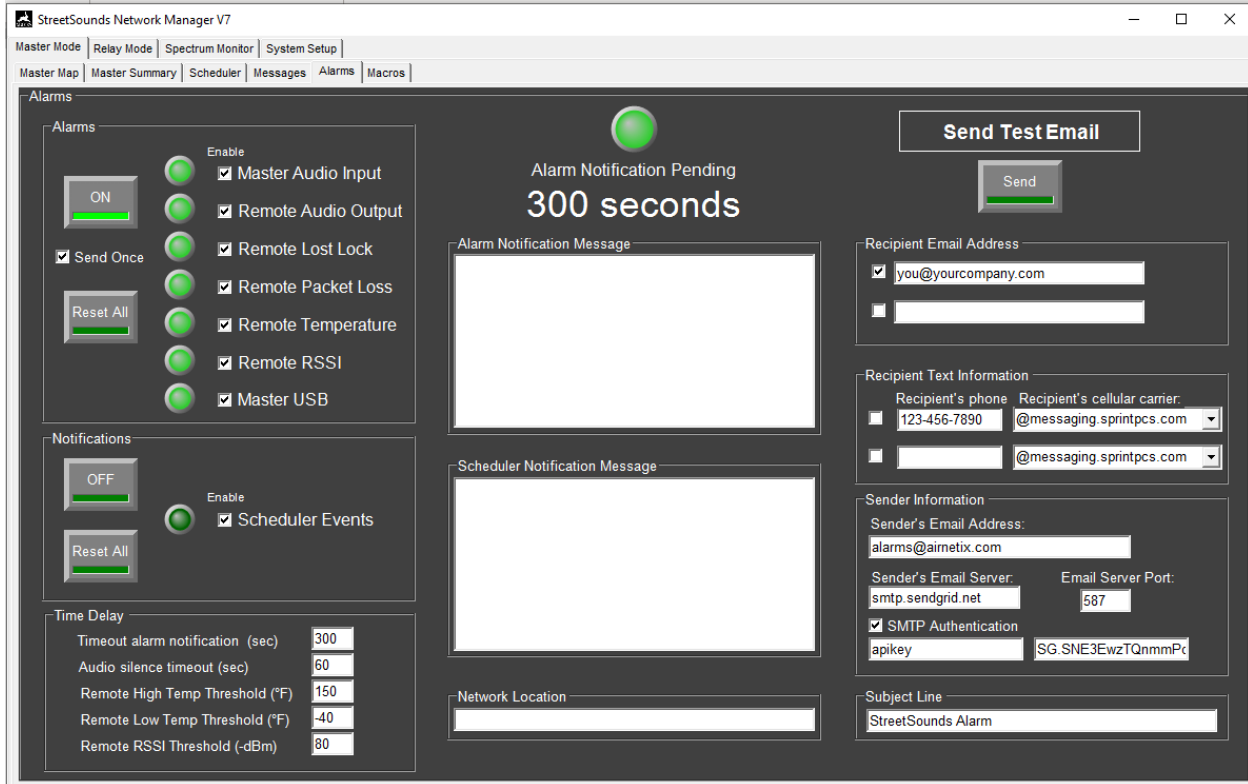 StreetSounds Network Manager V7
Master Mode Relay Mode Spectrum Monitor System Setup
Master Map Master Summary Scheduler Messages Alarms Macros
Alarms
Alarms
Enable
ON
Master Audio Input
Remote Audio Output
Send Once
Remote Lost Lock
Reset All
Remote Packet Loss
Remote Temperature
Remote RSSI
Master USB
Notifications
OFF
Enable
Scheduler Events
Reset All
Time Delay
Timeout alarm notification (sec) 300
Audio silence timeout (sec) 60
Remote High Temp Threshold (°F) 150
Remote Low Temp Threshold (°F) -40
Remote RSSI Threshold (-dBm) 80
Alarm Notification Pending
300 seconds
Alarm Notification Message
Scheduler Notification Message
Network Location
Send Test Email
Send
Recipient Email Address
you@yourcompany.com
Recipient Text Information
Recipient's phone Recipient's cellular carrier:
123-456-7890 @messaging.sprintpcs.com
@messaging.sprintpcs.com
Sender Information
Sender's Email Address:
alarms@airnetix.com
Sender's Email Server: Email Server Port:
smtp.sendgrid.net 587
SMTP Authentication
apikey SG.SNE3EwzTQnmmPc
Subject Line
StreetSounds Alarm